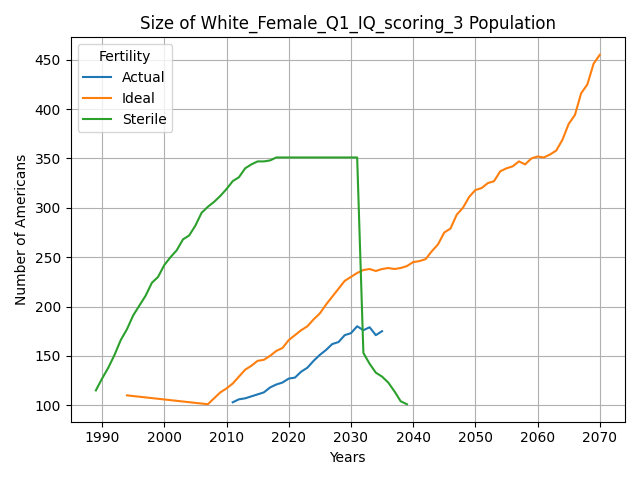 Size of White_Female_Q1_IQ_scoring_3 Population
Fertility
Actual
Ideal
Sterile
Number of Americans
450
400
350
300
250
200
150
100
1990 2000 2010 2020 2030 2040 2050 2060 2070
Years